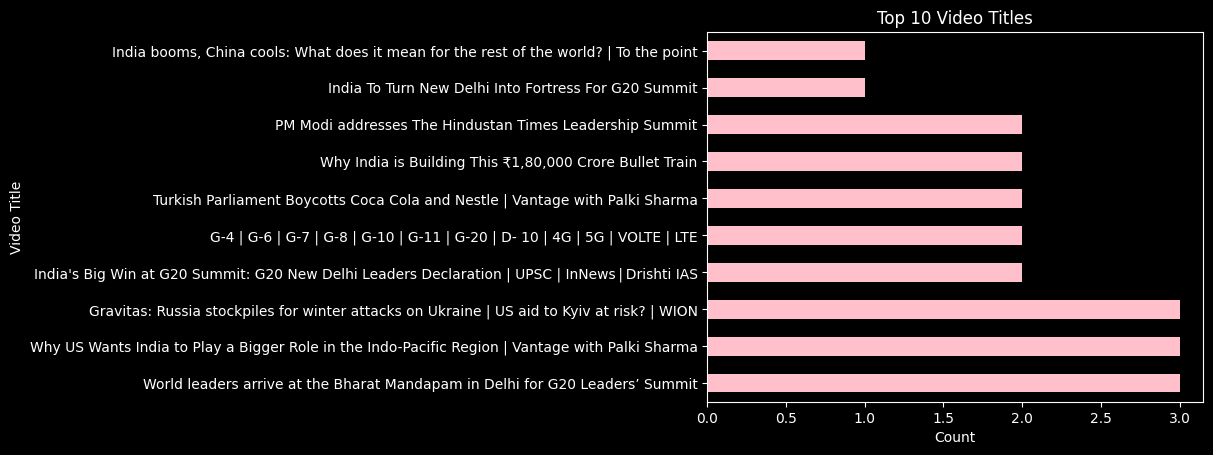 Top 10 Video Titles
India booms, China cools: What does it mean for the rest of the world? | To the point
India To Turn New Delhi Into Fortress For G20 Summit
PM Modi addresses The Hindustan Times Leadership Summit
Why India is Building This ₹1,80,000 Crore Bullet Train
Turkish Parliament Boycotts Coca Cola and Nestle | Vantage with Palki Sharma
G-4 | G-6 | G-7 | G-8 | G-10 | G-11 | G-20 | D- 10 | 4G | 5G | VOLTE | LTE
India's Big Win at G20 Summit: G20 New Delhi Leaders Declaration | UPSC | InNews | Drishti IAS
Gravitas: Russia stockpiles for winter attacks on Ukraine | US aid to Kyiv at risk? | WION
Why US Wants India to Play a Bigger Role in the Indo-Pacific Region | Vantage with Palki Sharma
World leaders arrive at the Bharat Mandapam in Delhi for G20 Leaders’ Summit
Video Title
0.0 0.5 1.0 1.5 2.0 2.5 3.0
Count